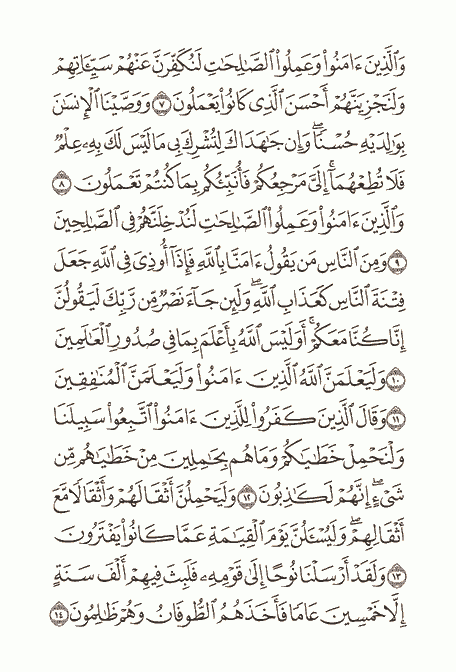 وَٱلَّذِينَ ءَامَنُوا۟ وَعَمِلُوا۟ ٱلصَّٰلِحَٰتِ لَنُكَفِّرَنَّ عَنْهُمْ سَيِّـَٔاتِهِمْ
وَلَنَجْزِيَنَّهُمْ أَحْسَنَ ٱلَّذِى كَانُوا۟ يَعْمَلُونَ ٧ وَوَصَّيْنَا ٱلْإِنسَٰنَ
بِوَٰلِدَيْهِ حُسْنًا ۖ وَإِن جَٰهَدَاكَ لِتُشْرِكَ بِى مَا لَيْسَ لَكَ بِهِۦ عِلْمٌ
فَلَا تُطِعْهُمَآ ۚ إِلَىَّ مَرْجِعُكُمْ فَأُنَبِّئُكُم بِمَا كُنتُمْ تَعْمَلُونَ ٨
وَٱلَّذِينَ ءَامَنُوا۟ وَعَمِلُوا۟ ٱلصَّٰلِحَٰتِ لَنُدْخِلَنَّهُمْ فِى ٱلصَّٰلِحِينَ
٩ وَمِنَ ٱلنَّاسِ مَن يَقُولُ ءَامَنَّا بِٱللَّهِ فَإِذَآ أُوذِىَ فِى ٱللَّهِ جَعَلَ
فِتْنَةَ ٱلنَّاسِ كَعَذَابِ ٱللَّهِ ۖ وَلَئِن جَآءَ نَصْرٌ مِّن رَّبِّكَ لَيَقُولُنَّ
إِنَّا كُنَّا مَعَكُمْ ۚ أَوَلَيْسَ ٱللَّهُ بِأَعْلَمَ بِمَا فِى صُدُورِ ٱلْعَٰلَمِينَ
١٠ وَلَيَعْلَمَنَّ ٱللَّهُ ٱلَّذِينَ ءَامَنُوا۟ وَلَيَعْلَمَنَّ ٱلْمُنَٰفِقِينَ
١١ وَقَالَ ٱلَّذِينَ كَفَرُوا۟ لِلَّذِينَ ءَامَنُوا۟ ٱتَّبِعُوا۟ سَبِيلَنَا
وَلْنَحْمِلْ خَطَٰيَٰكُمْ وَمَا هُم بِحَٰمِلِينَ مِنْ خَطَٰيَٰهُم مِّن
شَىْءٍ ۖ إِنَّهُمْ لَكَٰذِبُونَ ١٢ وَلَيَحْمِلُنَّ أَثْقَالَهُمْ وَأَثْقَالًا مَّعَ
أَثْقَالِهِمْ ۖ وَلَيُسْـَٔلُنَّ يَوْمَ ٱلْقِيَٰمَةِ عَمَّا كَانُوا۟ يَفْتَرُونَ
١٣ وَلَقَدْ أَرْسَلْنَا نُوحًا إِلَىٰ قَوْمِهِۦ فَلَبِثَ فِيهِمْ أَلْفَ سَنَةٍ
إِلَّا خَمْسِينَ عَامًا فَأَخَذَهُمُ ٱلطُّوفَانُ وَهُمْ ظَٰلِمُونَ ١٤